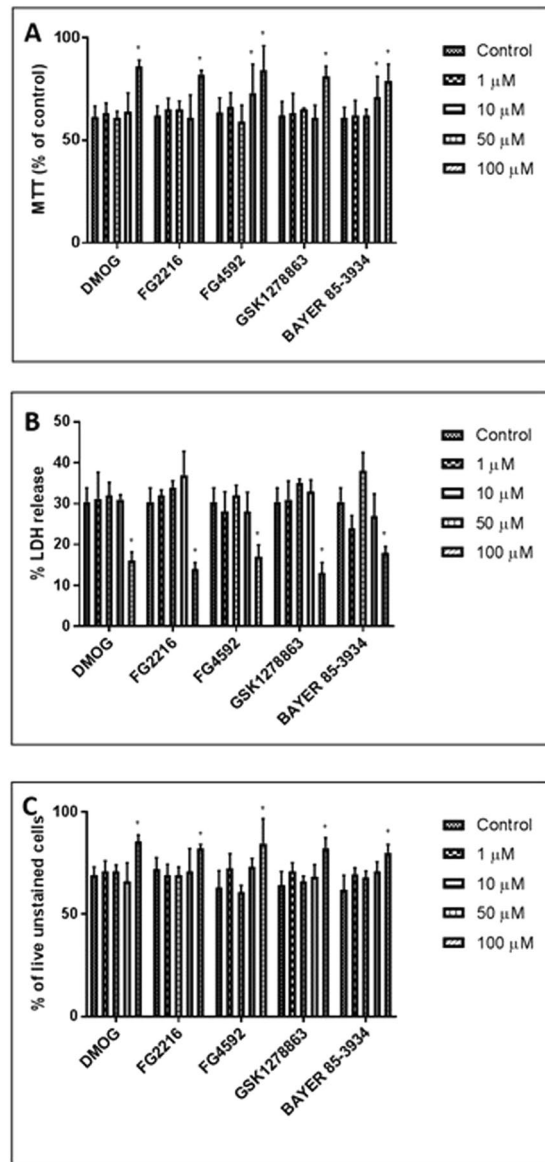 A
MTT (% of control)
100
50
0
*
*
*
*
*
*
*
DMOG
FG2216
FG4592
GSK1278863
BAYER 85-3934
Control
1 μM
10 μM
50 μM
100 μM
B
% LDH release
50
40
30
20
10
0
*
*
*
*
*
DMOG
FG2216
FG4592
GSK1278863
BAYER 85-3934
Control
1 μM
10 μM
50 μM
100 μM
C
% of live unstained cells
100
50
0
*
*
*
*
*
DMOG
FG2216
FG4592
GSK1278863
BAYER 85-3934
Control
1 μM
10 μM
50 μM
100 μM